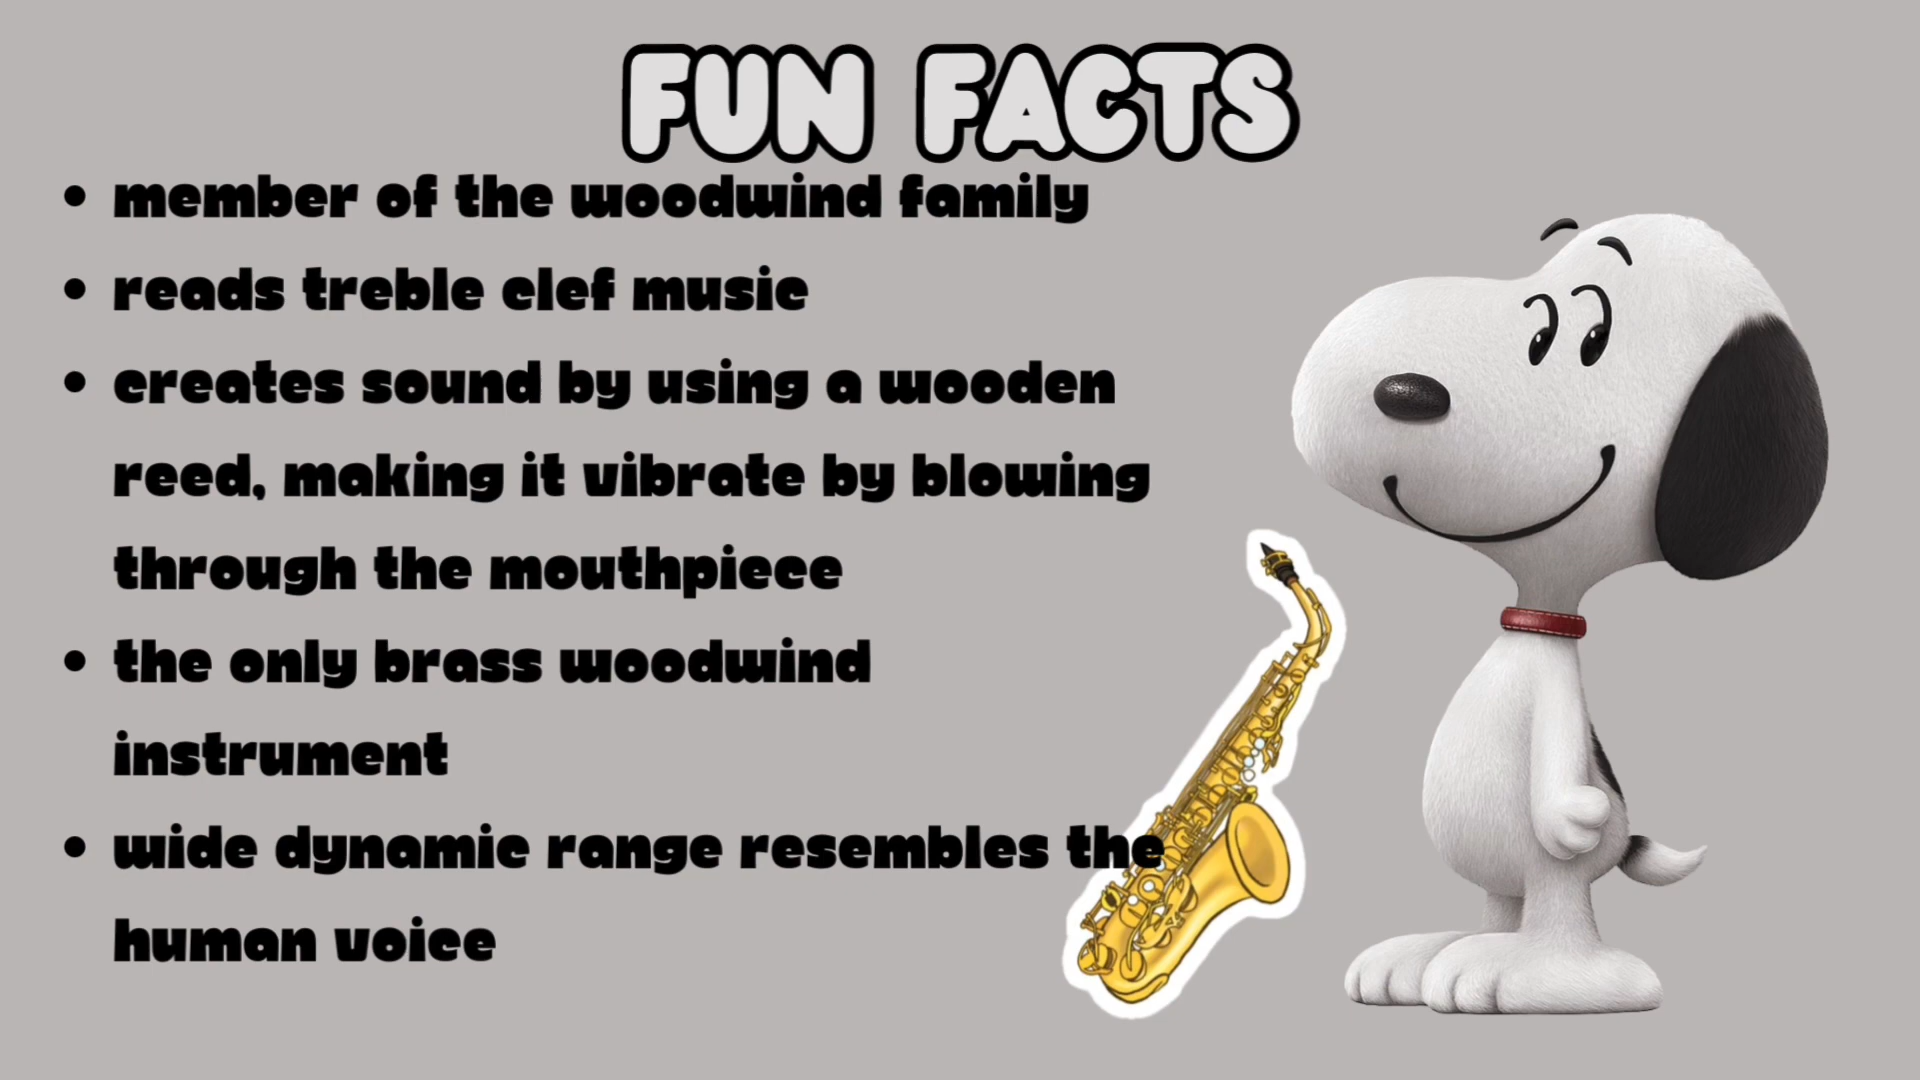 FUN FACTS
• member of the woodwind family
• reads treble clef music
• creates sound by using a wooden
reed, making it vibrate by blowing
through the mouthpiece
• the only brass woodwind
instrument
• wide dynamic range resembles the
human voice